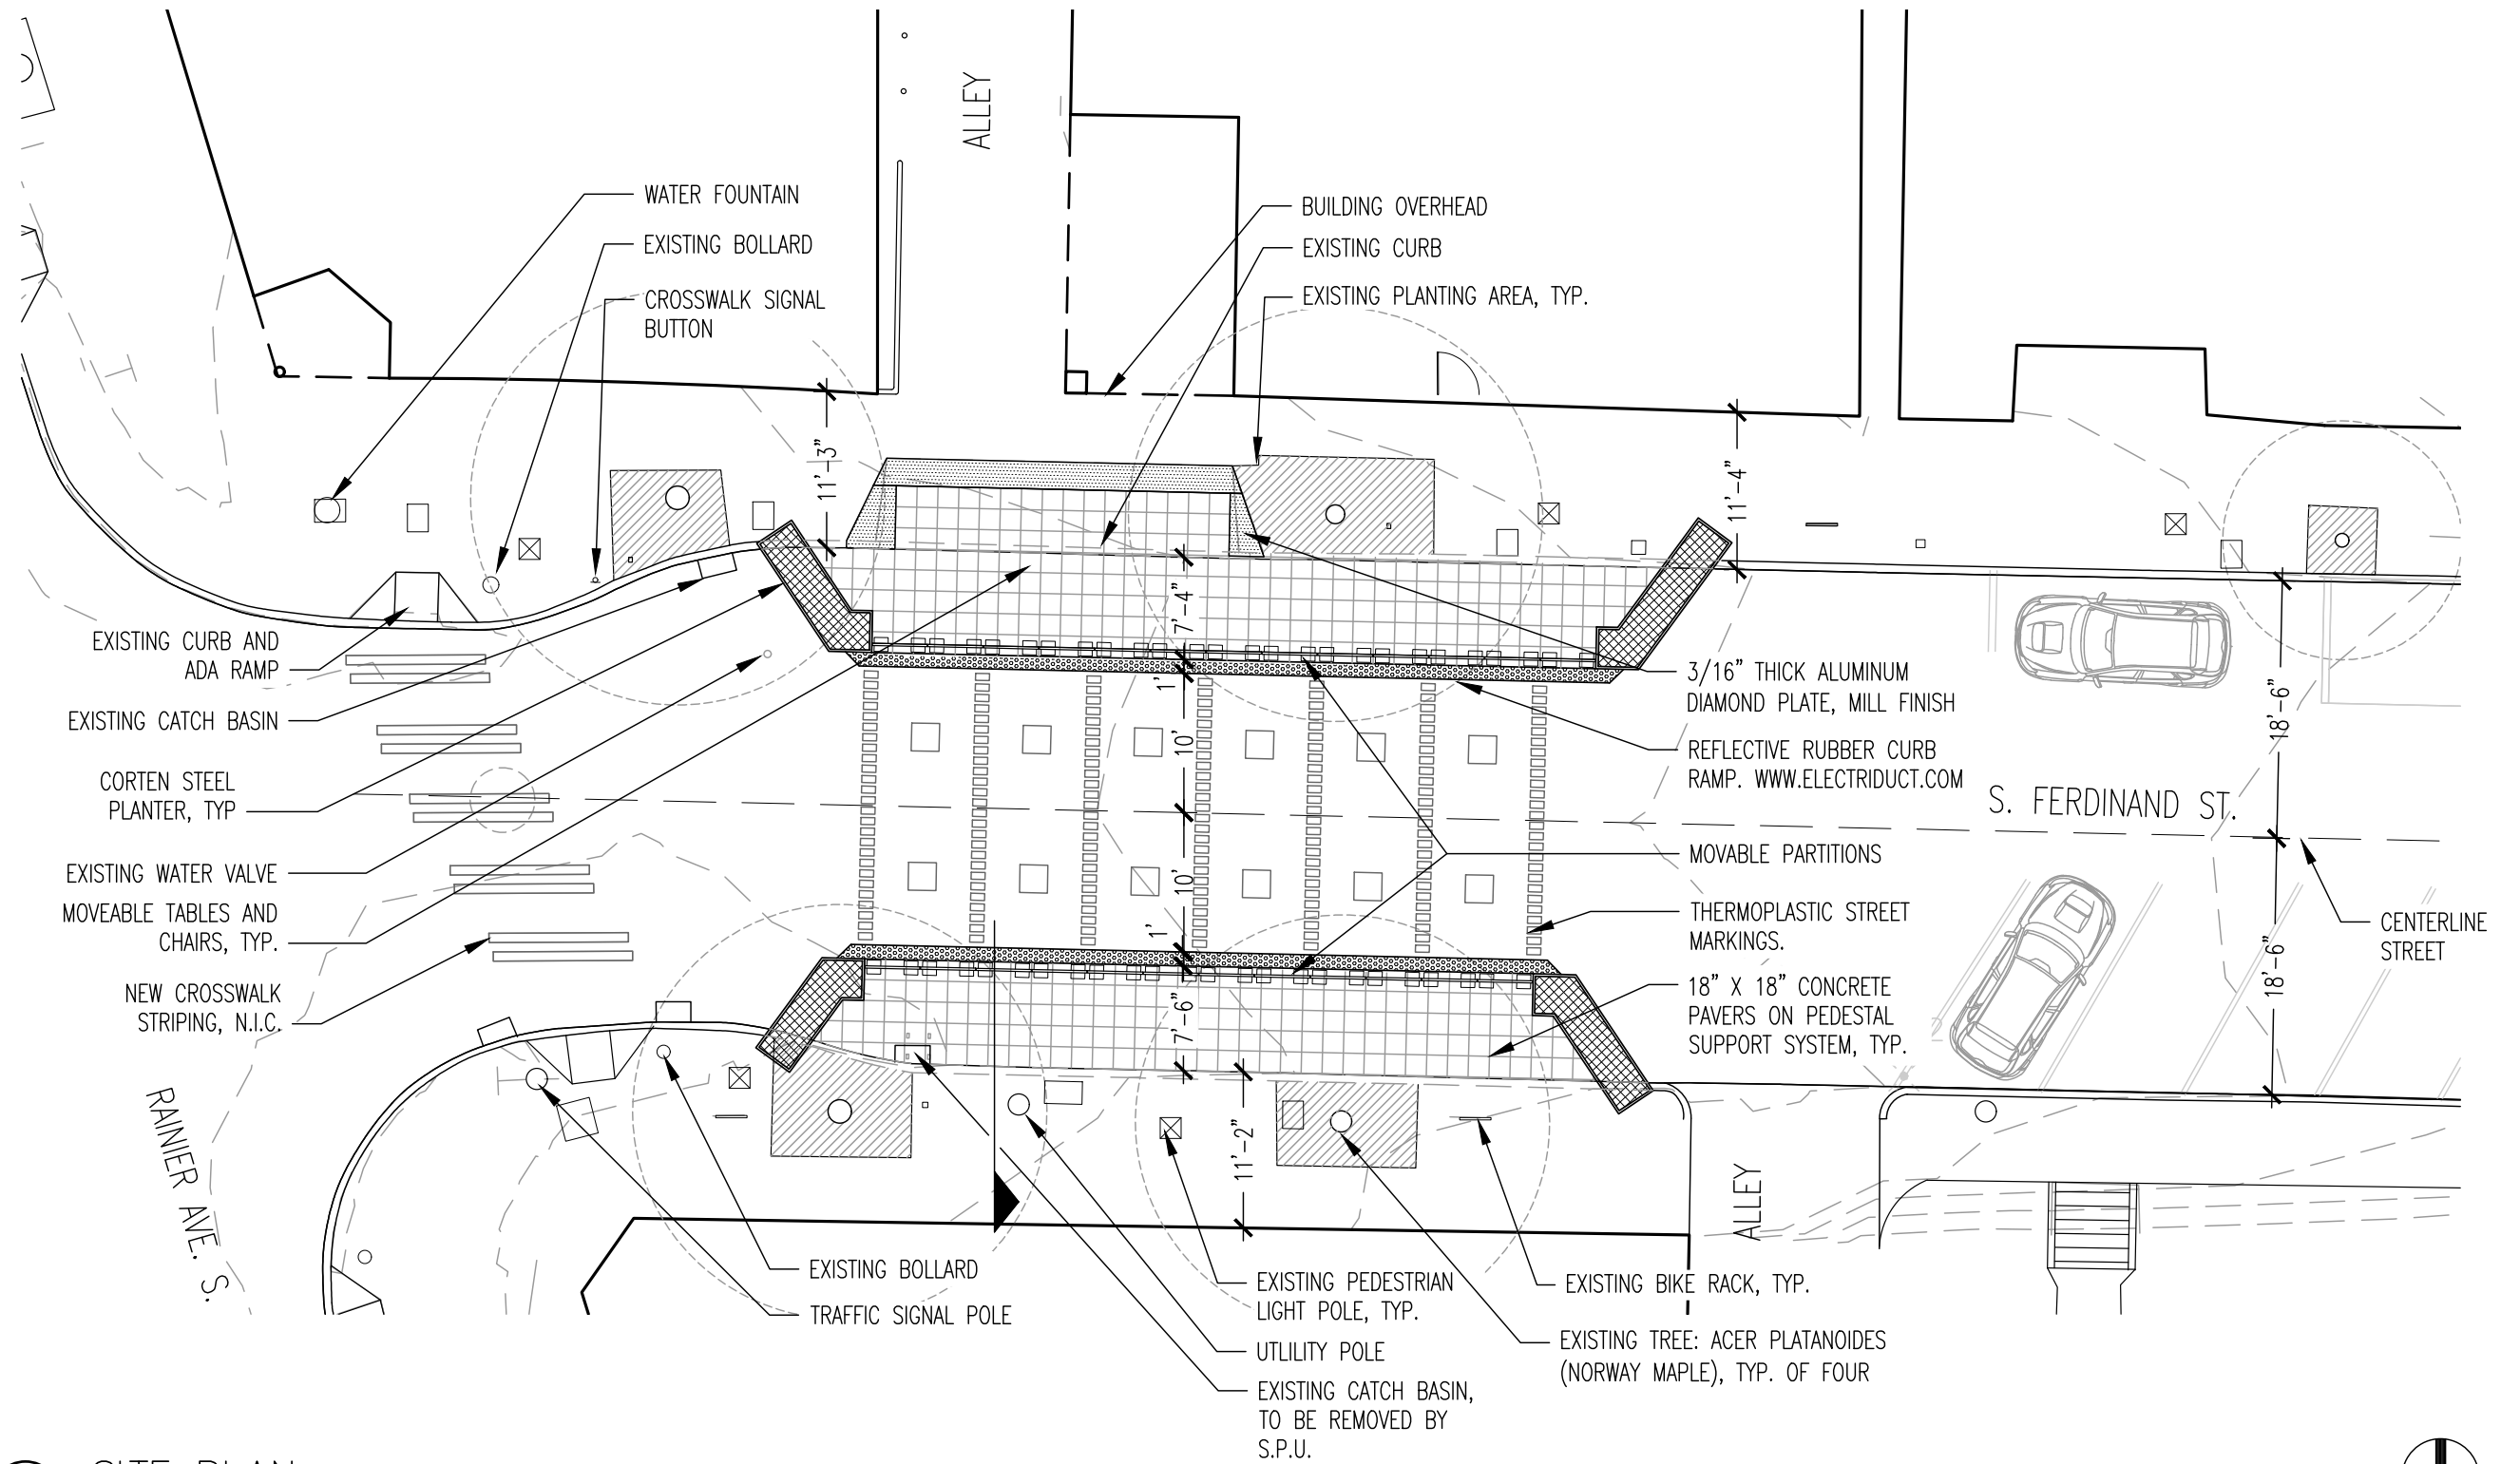 ALLEY
WATER FOUNTAIN
EXISTING BOLLARD
CROSSWALK SIGNAL
BUTTON
BUILDING OVERHEAD
EXISTING CURB
EXISTING PLANTING AREA, TYP.
11'-3"
11'-4"
7'-4"
1'
10'
10'
1'
7'-6"
11'-2"
18'-6"
18'-6"
EXISTING CURB AND
ADA RAMP
EXISTING CATCH BASIN
CORTEN STEEL
PLANTER, TYP
EXISTING WATER VALVE
MOVEABLE TABLES AND
CHAIRS, TYP.
NEW CROSSWALK
STRIPING, N.I.C.
3/16" THICK ALUMINUM
DIAMOND PLATE, MILL FINISH
REFLECTIVE RUBBER CURB
RAMP. WWW.ELECTRIDUCT.COM
S. FERDINAND ST.
MOVABLE PARTITIONS
THERMOPLASTIC STREET
MARKINGS.
CENTERLINE
STREET
18" X 18" CONCRETE
PAVERS ON PEDESTAL
SUPPORT SYSTEM, TYP.
RAINIER AVE. S.
ALLEY
EXISTING BOLLARD
TRAFFIC SIGNAL POLE
EXISTING PEDESTRIAN
LIGHT POLE, TYP.
UTLILITY POLE
EXISTING CATCH BASIN,
TO BE REMOVED BY
S.P.U.
EXISTING BIKE RACK, TYP.
EXISTING TREE: ACER PLATANOIDES
(NORWAY MAPLE), TYP. OF FOUR
SITE PLAN